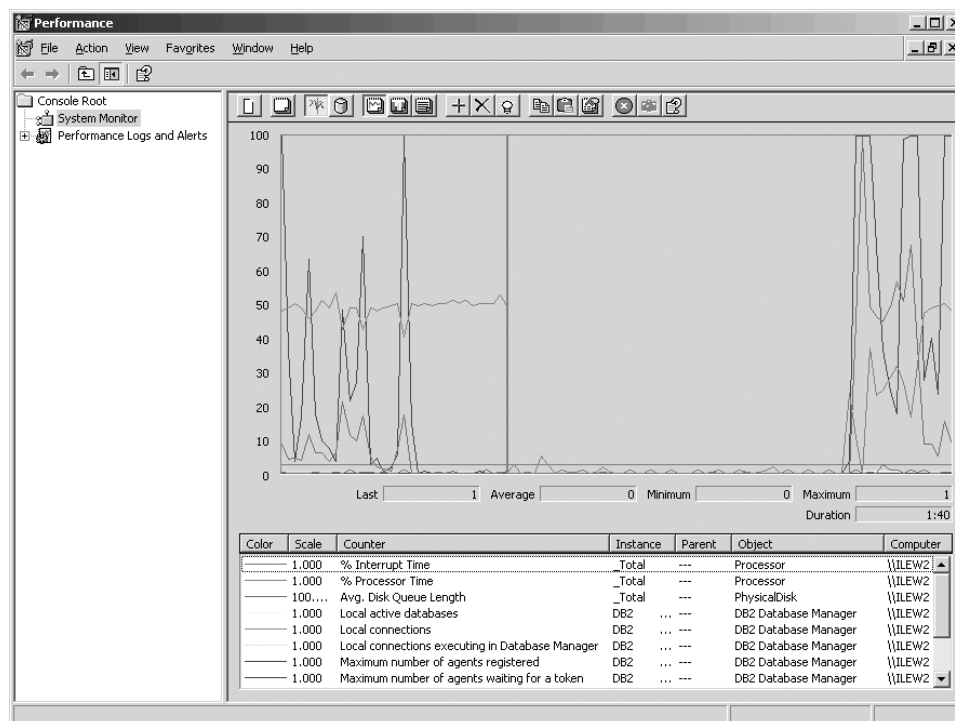 Performance
File Action View Favorites Window Help
Console Root
System Monitor
Performance Logs and Alerts
100
90
80
70
60
50
40
30
20
10
0
Last 1 Average 0 Minimum 0 Maximum 1
Duration 1:40
Color Scale Counter Instance Parent Object Computer
1.000 % Interrupt Time _Total --- Processor \\ILEW2
1.000 % Processor Time _Total --- Processor \\ILEW2
100.... Avg. Disk Queue Length _Total --- PhysicalDisk \\ILEW2
1.000 Local active databases DB2 ... --- DB2 Database Manager \\ILEW2
1.000 Local connections DB2 ... --- DB2 Database Manager \\ILEW2
1.000 Local connections executing in Database Manager DB2 ... --- DB2 Database Manager \\ILEW2
1.000 Maximum number of agents registered DB2 ... --- DB2 Database Manager \\ILEW2
1.000 Maximum number of agents waiting for a token DB2 ... --- DB2 Database Manager \\ILEW2